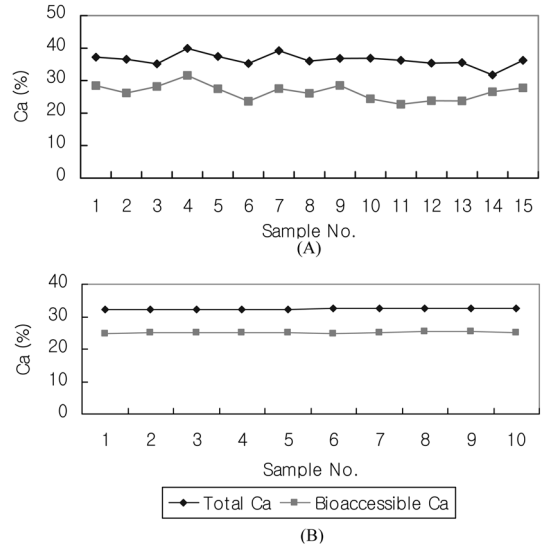 50
40
30
20
10
0
Ca (%)
1 2 3 4 5 6 7 8 9 10 11 12 13 14 15
Sample No.
(A)
40
30
20
10
0
Ca (%)
1 2 3 4 5 6 7 8 9 10
Sample No.
Total Ca Bioaccessible Ca
(B)